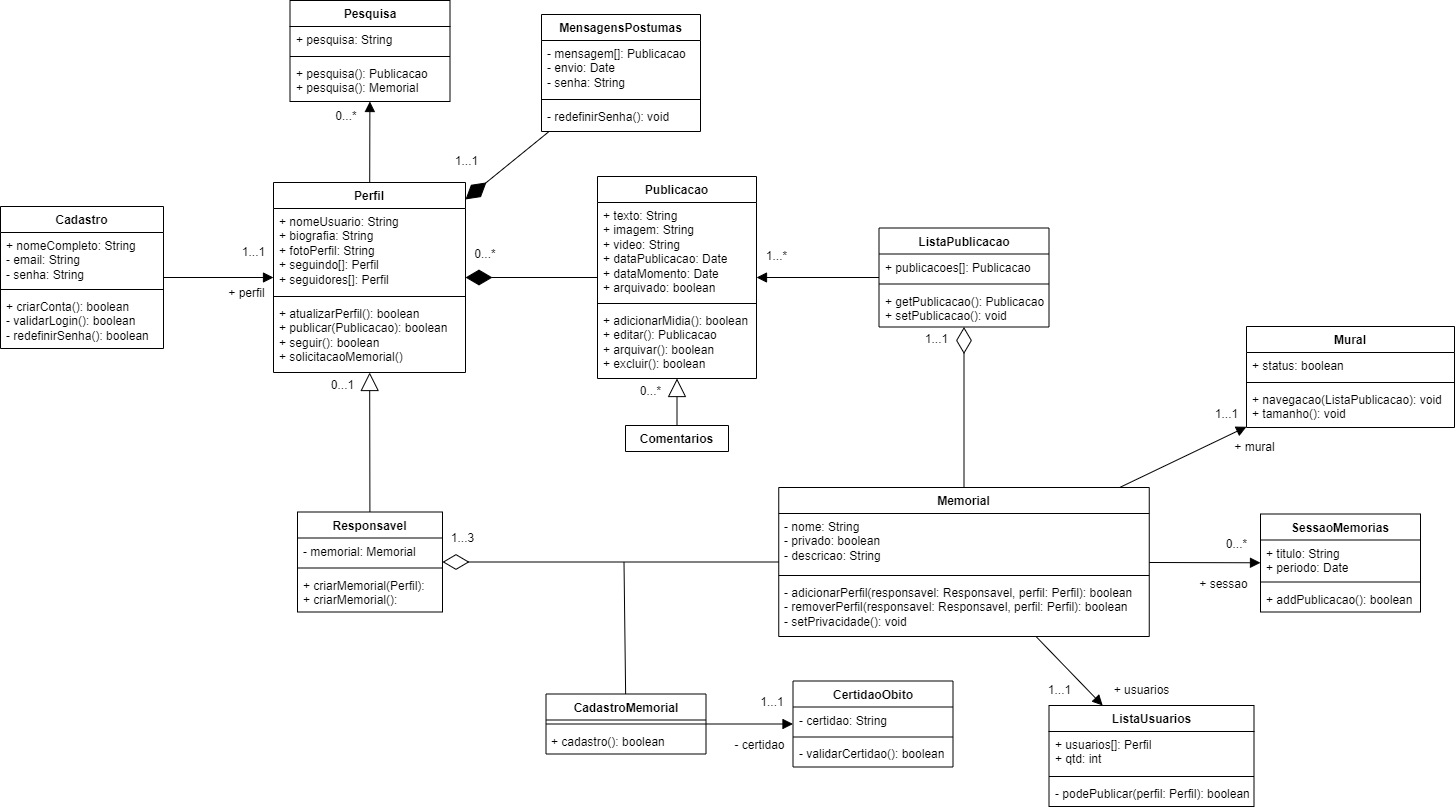 Pesquisa
+ pesquisa: String
+ pesquisa(): Publicacao
+ pesquisa(): Memorial
0...*
MensagensPostumas
- mensagem[]: Publicacao
- envio: Date
- senha: String
- redefinirSenha(): void
1...1
Cadastro
+ nomeCompleto: String
- email: String
- senha: String
+ criarConta(): boolean
- validarLogin(): boolean
- redefinirSenha(): boolean
1...1
+ perfil
Perfil
+ nomeUsuario: String
+ biografia: String
+ fotoPerfil: String
+ seguindo[]: Perfil
+ seguidores[]: Perfil
+ atualizarPerfil(): boolean
+ publicar(Publicacao): boolean
+ seguir(): boolean
+ solicitacaoMemorial()
0...*
0...1
Publicacao
+ texto: String
+ imagem: String
+ video: String
+ dataPublicacao: Date
+ dataMomento: Date
+ arquivado: boolean
+ adicionarMidia(): boolean
+ editar(): Publicacao
+ arquivar(): boolean
+ excluir(): boolean
0...*
Comentarios
1...*
ListaPublicacao
+ publicacoes[]: Publicacao
+ getPublicacao(): Publicacao
+ setPublicacao(): void
1...1
Mural
+ status: boolean
+ navegacao(ListaPublicacao): void
+ tamanho(): void
1...1
+ mural
Responsavel
- memorial: Memorial
+ criarMemorial(Perfil):
+ criarMemorial():
1...3
Memorial
- nome: String
- privado: boolean
- descricao: String
- adicionarPerfil(responsavel: Responsavel, perfil: Perfil): boolean
- removerPerfil(responsavel: Responsavel, perfil: Perfil): boolean
- setPrivacidade(): void
0...*
+ sessao
SessaoMemorias
+ titulo: String
+ periodo: Date
+ addPublicacao(): boolean
CadastroMemorial
+ cadastro(): boolean
1...1
- certidao
CertidaoObito
- certidao: String
- validarCertidao(): boolean
1...1
+ usuarios
ListaUsuarios
+ usuarios[]: Perfil
+ qtd: int
- podePublicar(perfil: Perfil): boolean